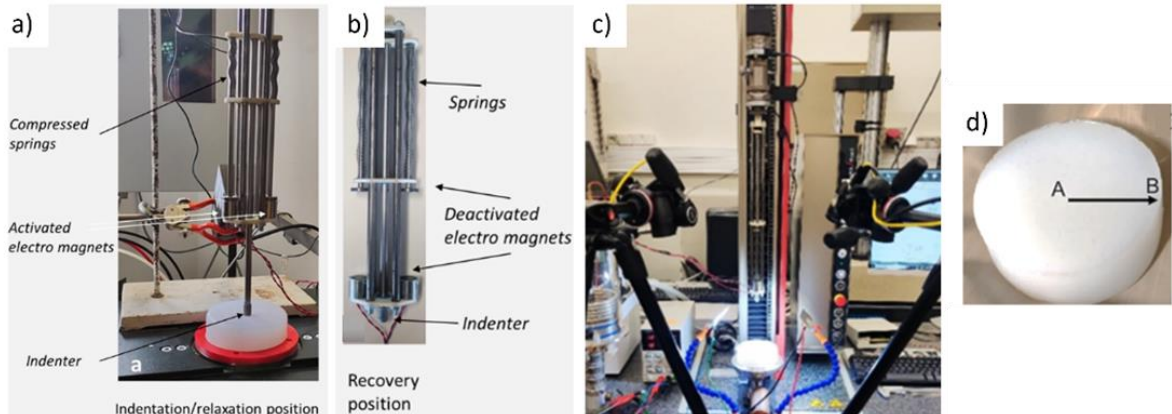 a)
Compressed
springs
Activated
electro magnets
Indenter
a
Indentation/relaxation position
b)
Springs
Deactivated
electro magnets
Indenter
Recovery
position
c)
d)
A
B